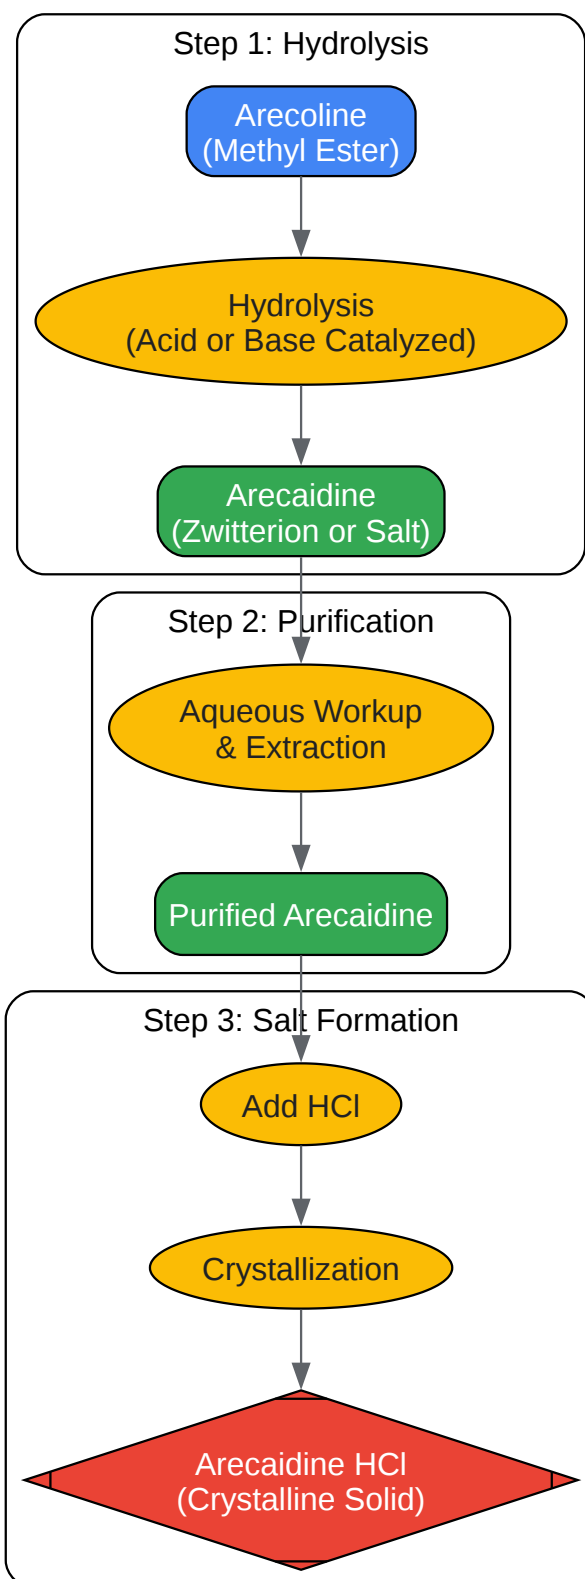 Step 1: Hydrolysis
Arecoline
(Methyl Ester)
Hydrolysis
(Acid or Base Catalyzed)
Arecaidine
(Zwitterion or Salt)
Step 2: Purification
Aqueous Workup
& Extraction
Purified Arecaidine
Step 3: Salt Formation
Add HCl
Crystallization
Arecaidine HCl
(Crystalline Solid)